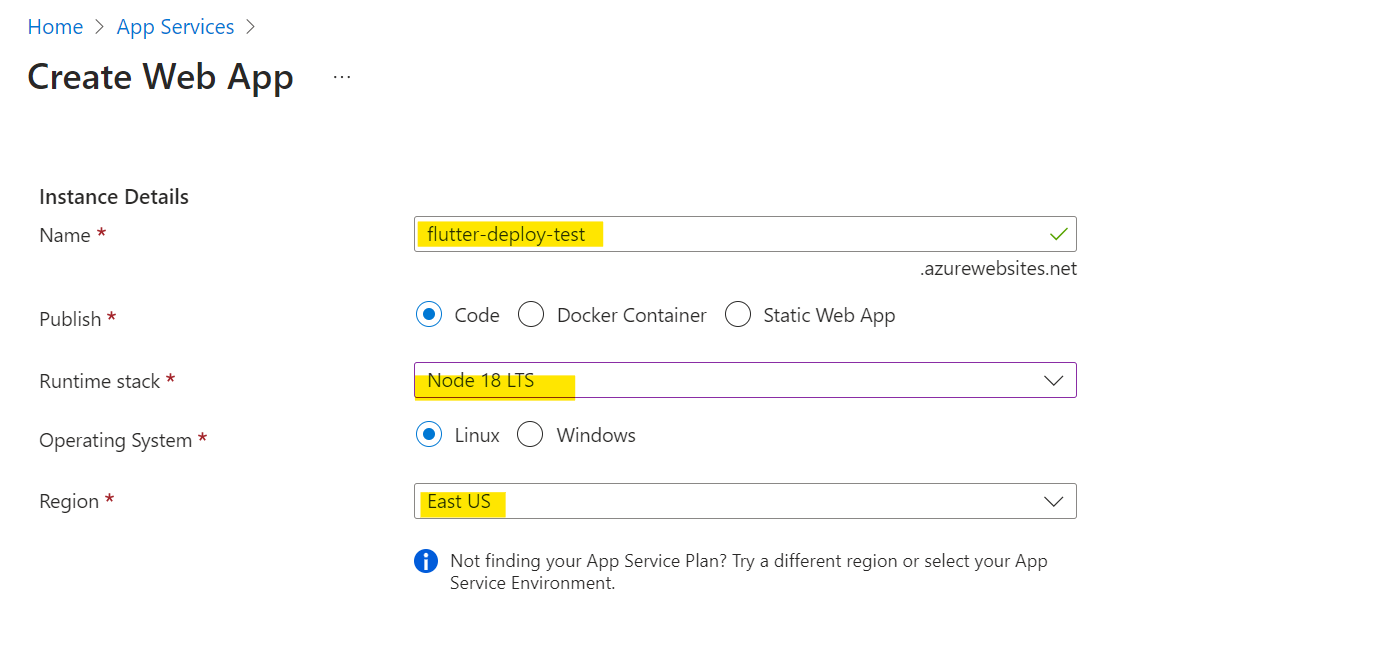 Home > App Services >
Create Web App ...
Instance Details
Name *
flutter-deploy-test
.azurewebsites.net
Publish *
Code
Docker Container
Static Web App
Runtime stack *
Node 18 LTS
Operating System *
Linux
Windows
Region *
East US
Not finding your App Service Plan? Try a different region or select your App
Service Environment.